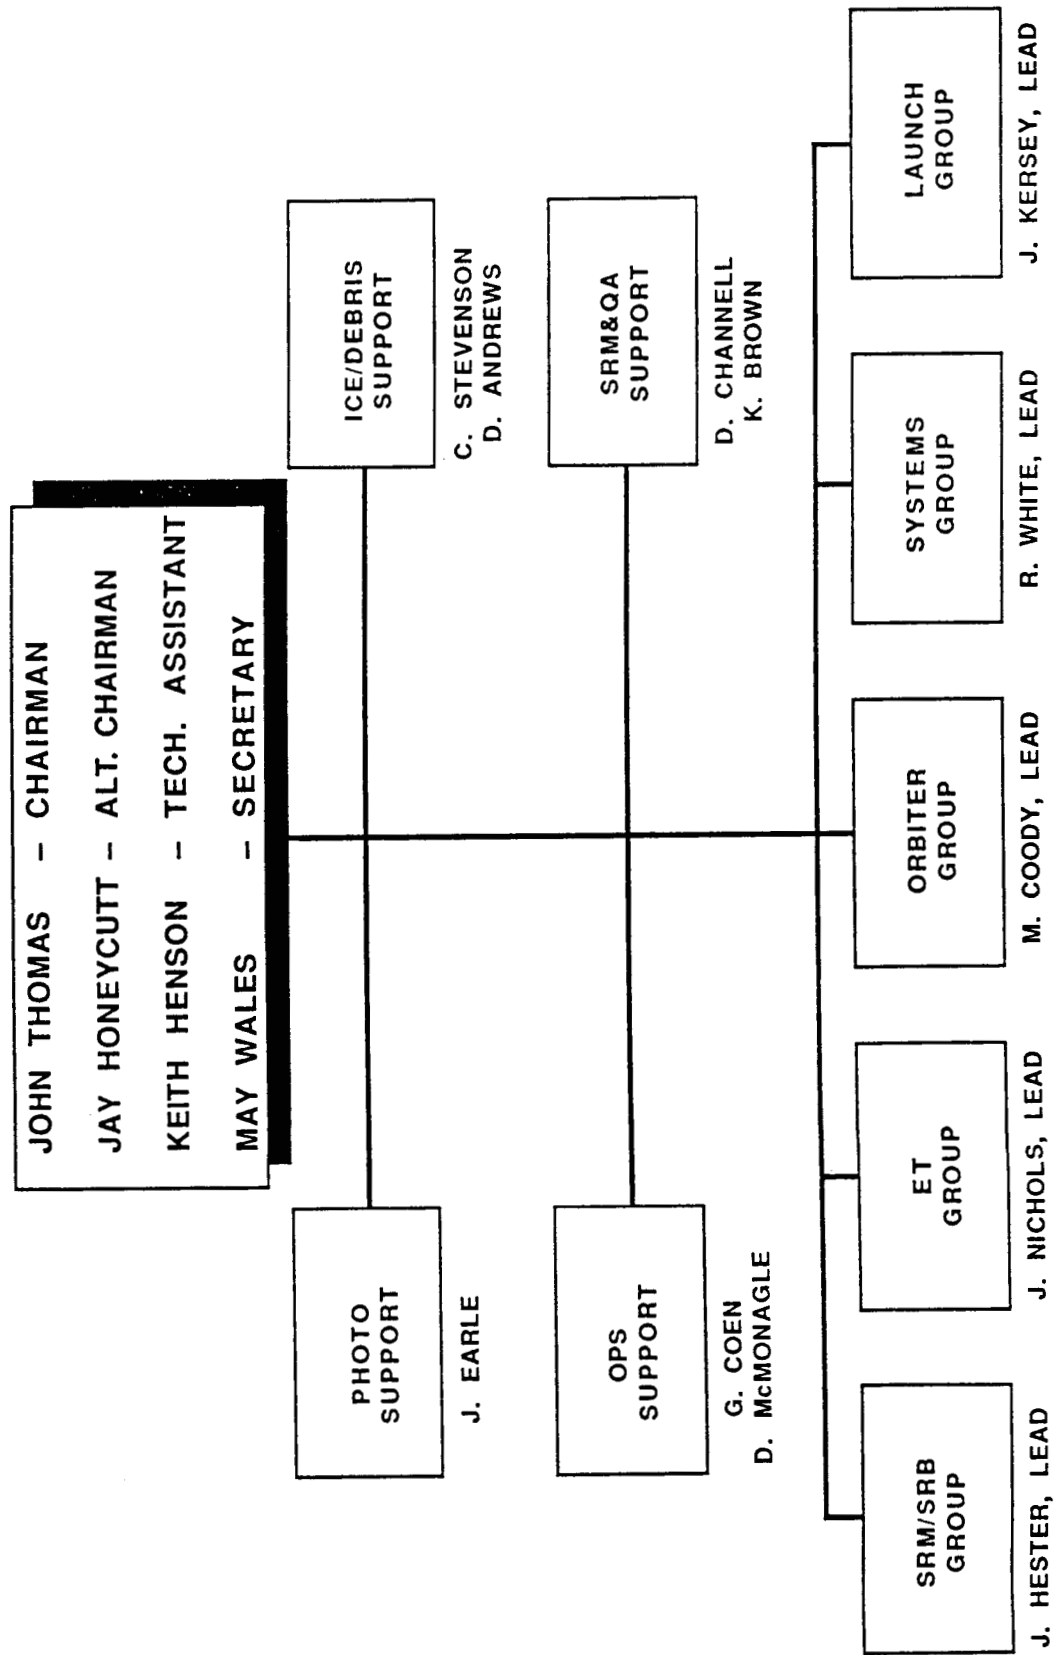 JOHN THOMAS – CHAIRMAN
JAY HONEYCUTT – ALT. CHAIRMAN
KEITH HENSON – TECH. ASSISTANT
MAY WALES – SECRETARY
PHOTO
SUPPORT
J. EARLE
ICE/DEBRIS
SUPPORT
C. STEVENSON
D. ANDREWS
OPS
SUPPORT
G. COEN
D. McMONAGLE
SRM&QA
SUPPORT
D. CHANNELL
K. BROWN
SRM/SRB
GROUP
J. HESTER, LEAD
ET
GROUP
J. NICHOLS, LEAD
ORBITER
GROUP
M. COODY, LEAD
SYSTEMS
GROUP
R. WHITE, LEAD
LAUNCH
GROUP
J. KERSEY, LEAD